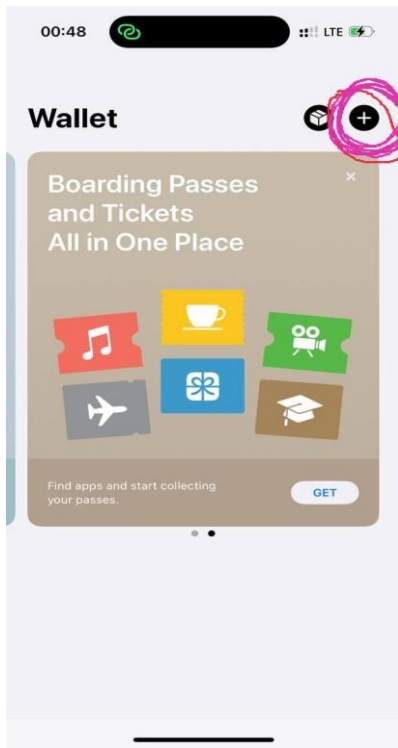 00:48
LTE
Wallet
Boarding Passes
and Tickets
All in One Place
Find apps and start collecting
your passes.
GET